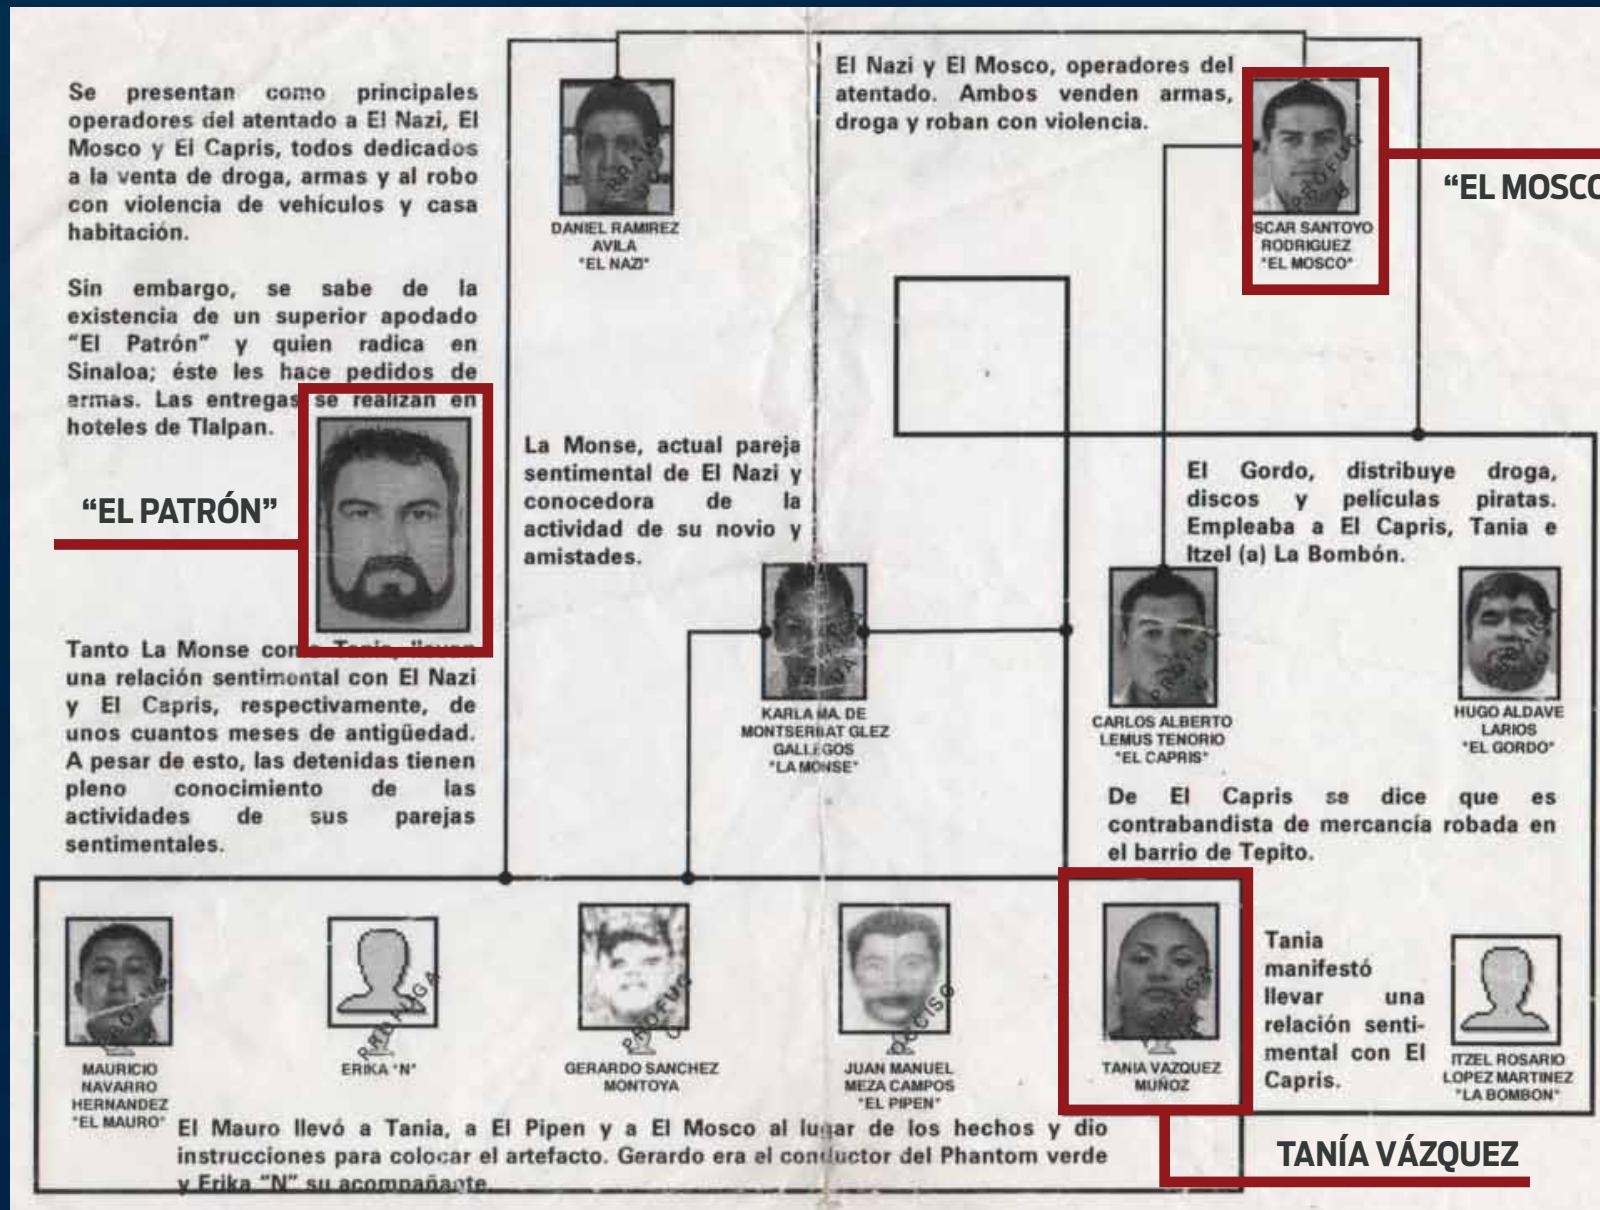 Se presentan como principales
operadores del atentado a El Nazi, El
Mosco y El Capris, todos dedicados
a la venta de droga, armas y al robo
con violencia de vehículos y casa
habitación.
Sin embargo, se sabe de la
existencia de un superior apodado
"El Patrón" y quien radica en
Sinaloa; éste les hace pedidos de
armas. Las entregas se realizan en
hoteles de Tlalpan.
"EL PATRÓN"
Tanto La Monse como Tania, llevan
una relación sentimental con El Nazi
y El Capris, respectivamente, de
unos cuantos meses de antigüedad.
A pesar de esto, las detenidas tienen
pleno conocimiento de las
actividades de sus parejas
sentimentales.
DANIEL RAMIREZ
AVILA
"EL NAZI"
El Nazi y El Mosco, operadores del
atentado. Ambos venden armas,
droga y roban con violencia.
PROFUGO
OSCAR SANTOYO
RODRIGUEZ
"EL MOSCO"
"EL MOSCO
La Monse, actual pareja
sentimental de El Nazi y
conocedora de la
actividad de su novio y
amistades.
KARLA MA. DE
MONTSERRAT GLEZ
GALLEGOS
"LA MONSE"
El Gordo, distribuye droga,
discos y películas piratas.
Empleaba a El Capris, Tania e
Itzel (a) La Bombón.
PROFUGO
CARLOS ALBERTO
LEMUS TENORIO
"EL CAPRIS"
HUGO ALDAVE
LARIOS
"EL GORDO"
De El Capris se dice que es
contrabandista de mercancía robada en
el barrio de Tepito.
PROFUGO
MAURICIO
NAVARRO
HERNANDEZ
"EL MAURO"
PROFUGA
ERIKA "N"
PROFUGO
GERARDO SANCHEZ
MONTOYA
OCCISO
JUAN MANUEL
MEZA CAMPOS
"EL PIPEN"
TANIA VAZQUEZ
MUÑOZ
Tania
manifestó
llevar una
relación senti-
mental con El
Capris.
ITZEL ROSARIO
LOPEZ MARTINEZ
"LA BOMBON"
El Mauro llevó a Tania, a El Pipen y a El Mosco al lugar de los hechos y dio
instrucciones para colocar el artefacto. Gerardo era el conductor del Phantom verde
y Erika "N" su acompañante.
TANÍA VÁZQUEZ